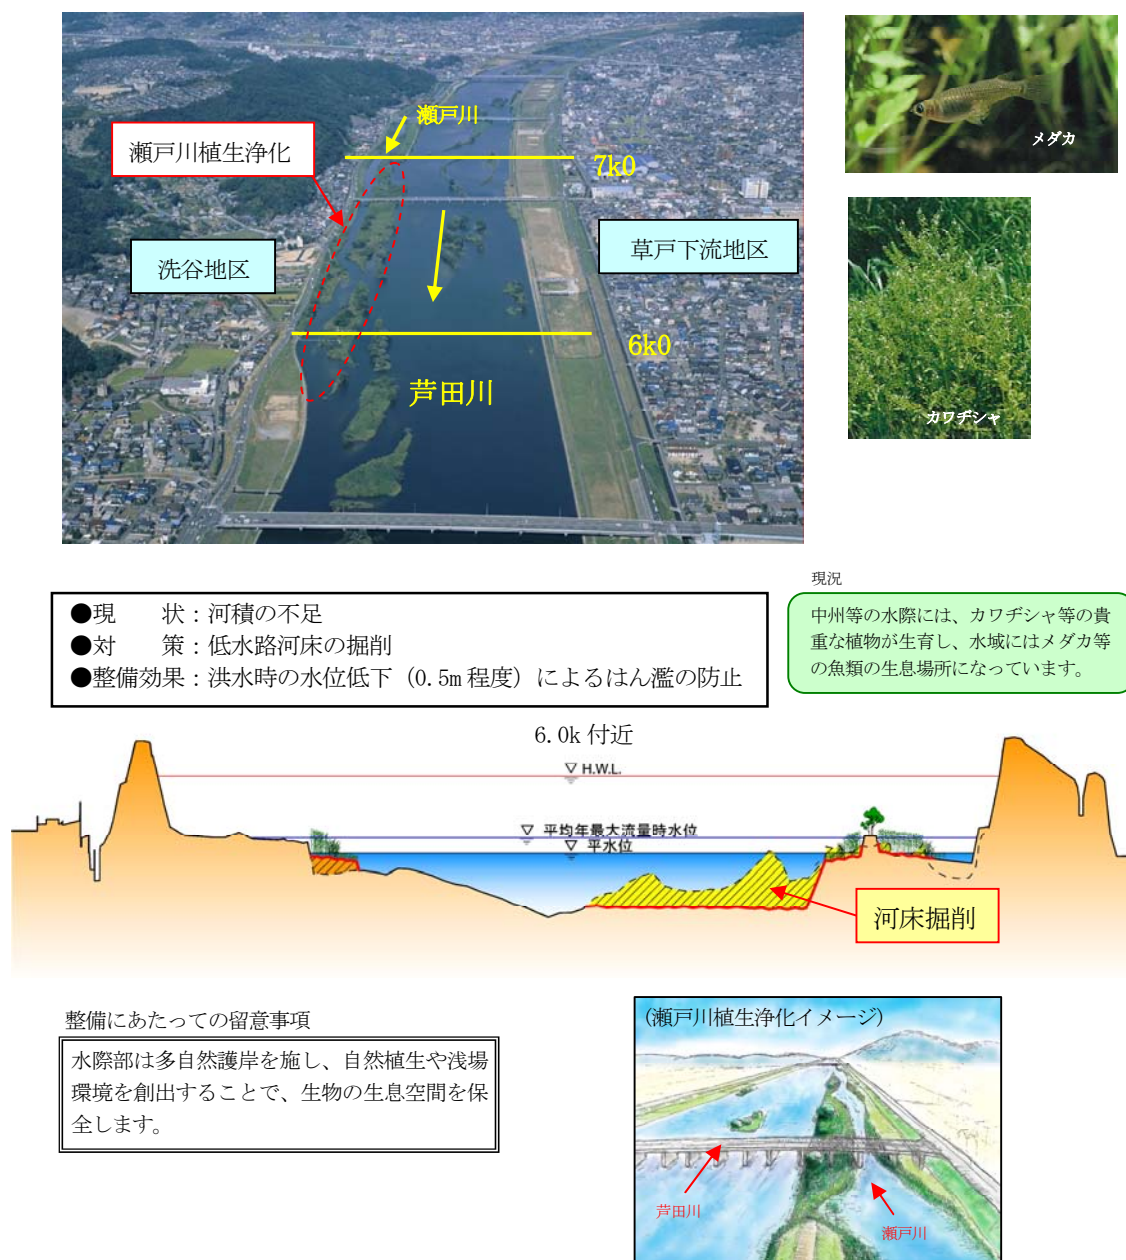 瀬戸川
瀬戸川植生浄化
7k0
洗谷地区
草戸下流地区
6k0
芦田川
メダカ
カワヂシャ
●現　　状：河積の不足
●対　　策：低水路河床の掘削
●整備効果：洪水時の水位低下（0.5m 程度）によるはん濫の防止
現況
中州等の水際には、カワヂシャ等の貴
重な植物が生育し、水域にはメダカ等
の魚類の生息場所になっています。
6.0k 付近
▽ H.W.L.
▽ 平均年最大流量時水位
▽ 平水位
河床掘削
整備にあたっての留意事項
水際部は多自然護岸を施し、自然植生や浅場
環境を創出することで、生物の生息空間を保
全します。
(瀬戸川植生浄化イメージ)
芦田川
瀬戸川